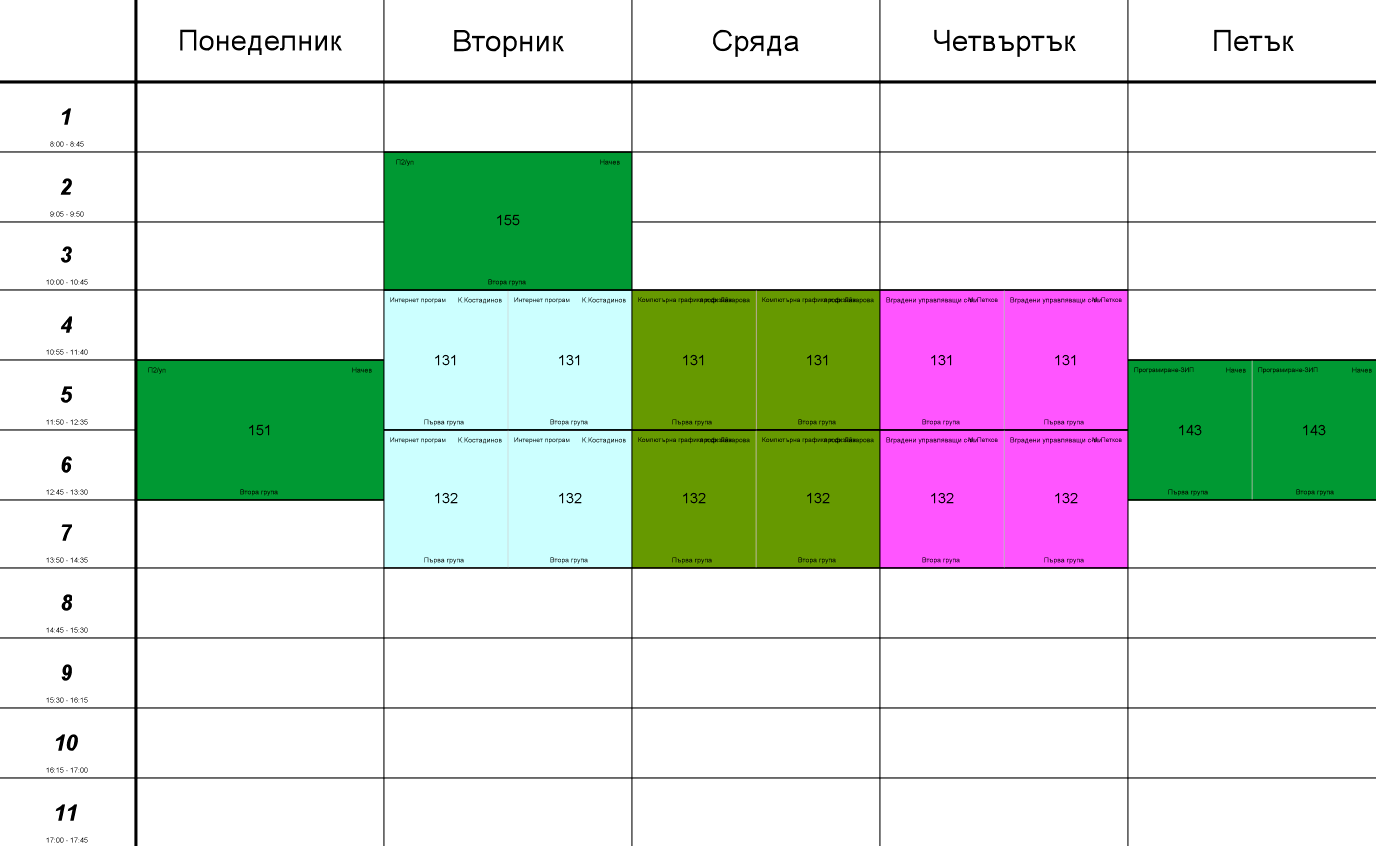 Понеделник
Вторник
Сряда
Четвъртък
Петък
1
8:00 - 8:45
2
9:05 - 9:50
П2/уп
Начев
155
Втора група
3
10:00 - 10:45
4
10:55 - 11:40
Интернет програм К.Костадинов
Интернет програм К.Костадинов
Компютърна графика
Компютърна графика
Вградени управляващи М.Петков
Вградени управляващи М.Петков
131
131
131
131
131
131
Първа група
Втора група
Първа група
Втора група
Втора група
Първа група
5
11:50 - 12:35
П2/уп
Начев
151
Втора група
Програмиране-ЗИП Начев
Програмиране-ЗИП Начев
143
143
Първа група
Втора група
6
12:45 - 13:30
Интернет програм К.Костадинов
Интернет програм К.Костадинов
Компютърна графика
Компютърна графика
Вградени управляващи М.Петков
Вградени управляващи М.Петков
132
132
132
132
132
132
Първа група
Втора група
Първа група
Втора група
Втора група
Първа група
7
13:50 - 14:35
8
14:45 - 15:30
9
15:30 - 16:15
10
16:15 - 17:00
11
17:00 - 17:45